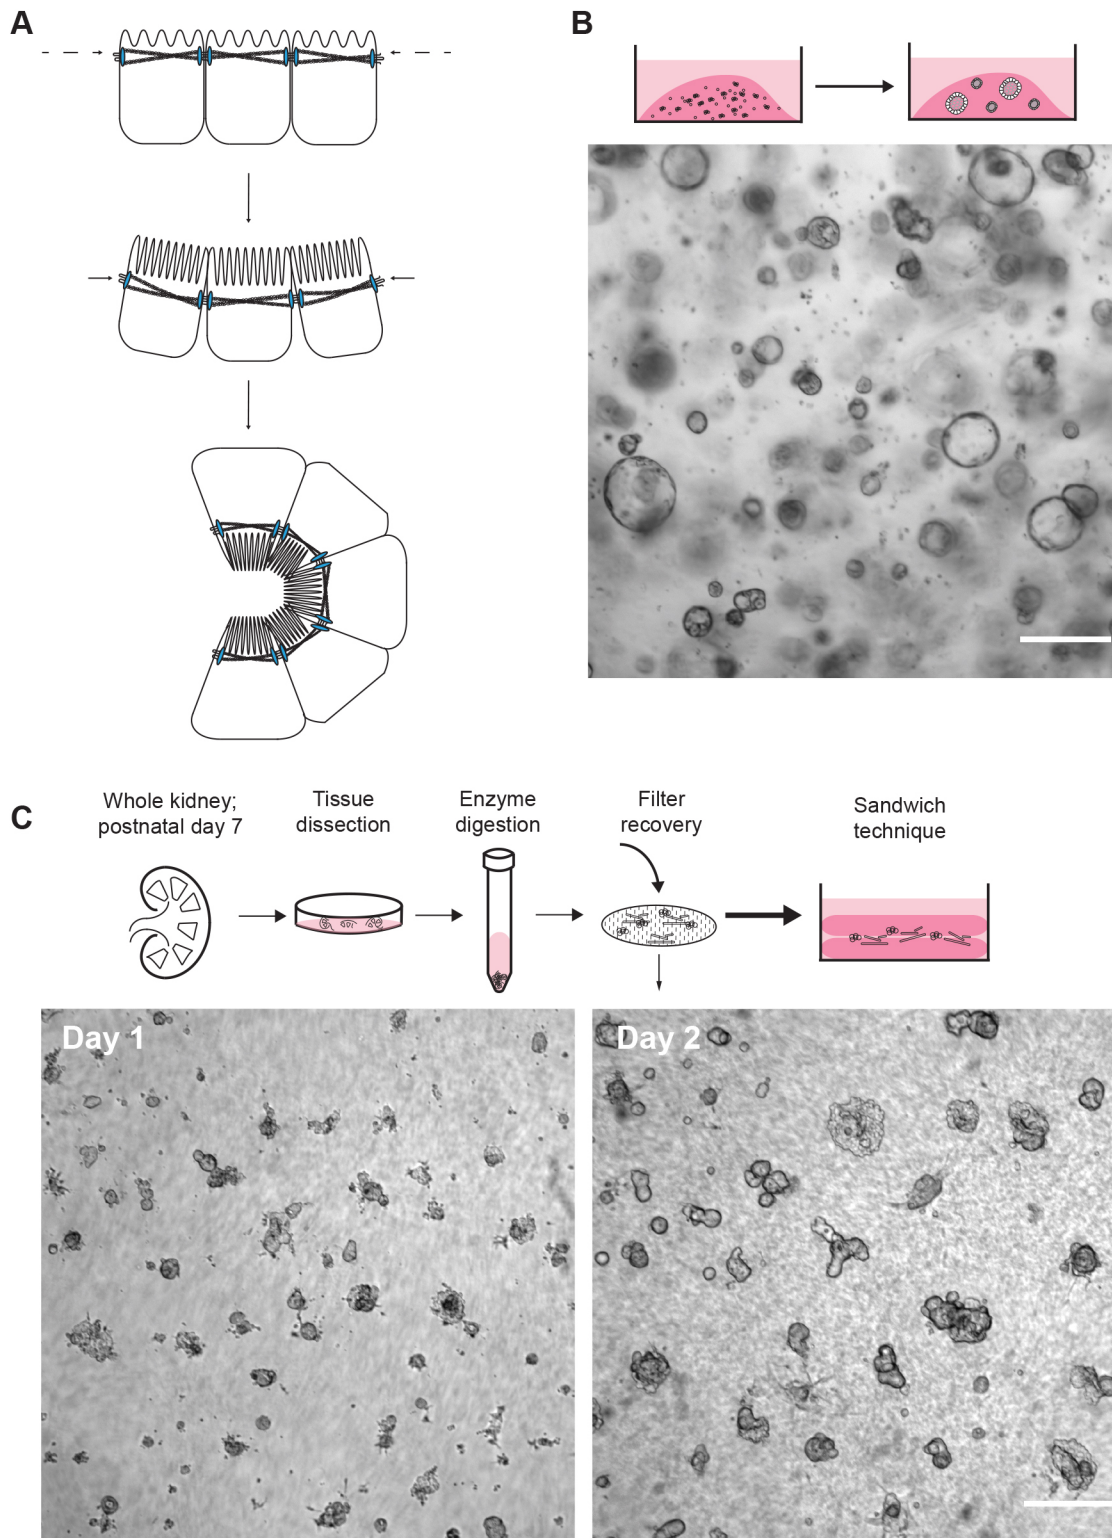 A
B
C
Whole kidney;
postnatal day 7
Tissue
dissection
Enzyme
digestion
Filter
recovery
Sandwich
technique
Day 1
Day 2